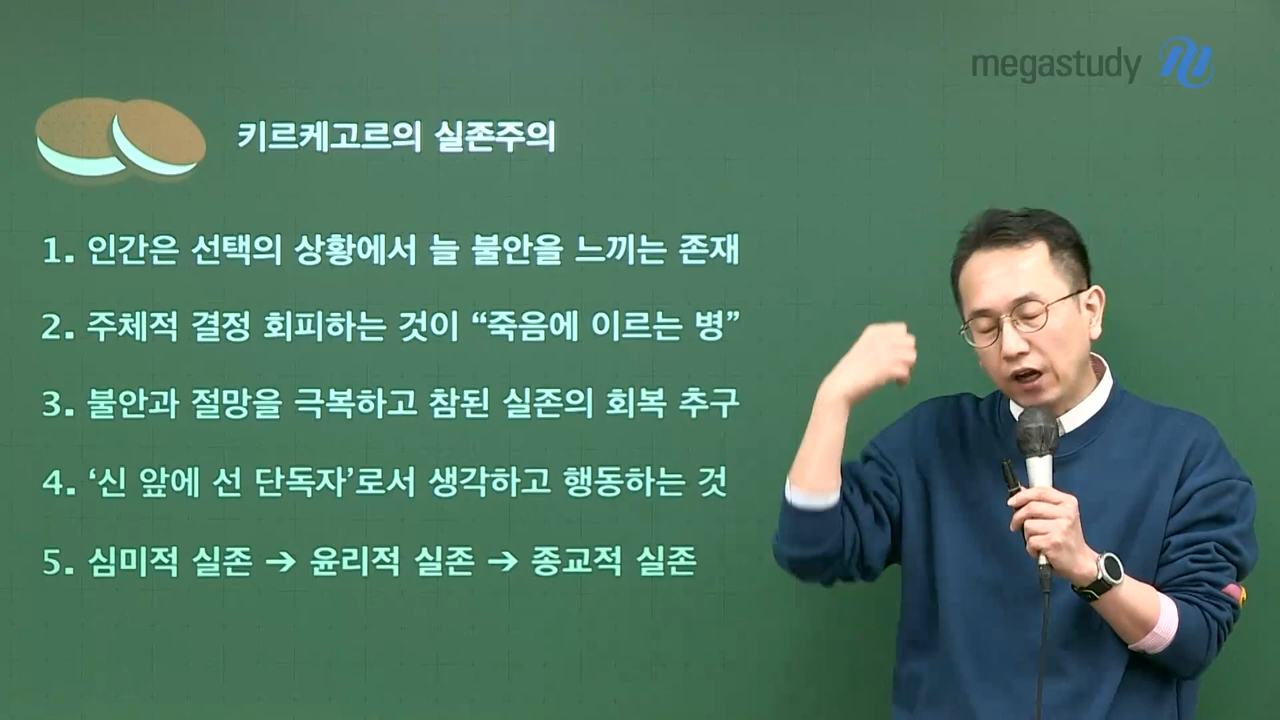 megastudy
키르케고르의 실존주의
1. 인간은 선택의 상황에서 늘 불안을 느끼는 존재
2. 주체적 결정 회피하는 것이 “죽음에 이르는 병”
3. 불안과 절망을 극복하고 참된 실존의 회복 추구
4. ‘신 앞에 선 단독자’로서 생각하고 행동하는 것
5. 심미적 실존 → 윤리적 실존 → 종교적 실존